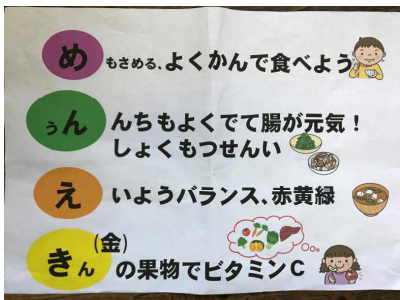 めもさめる、よくかんで食べよう
うんんちもよくでて腸が元気！
しょくもつせんい
えいようバランス、赤黄緑
きん(金)の果物でビタミンC